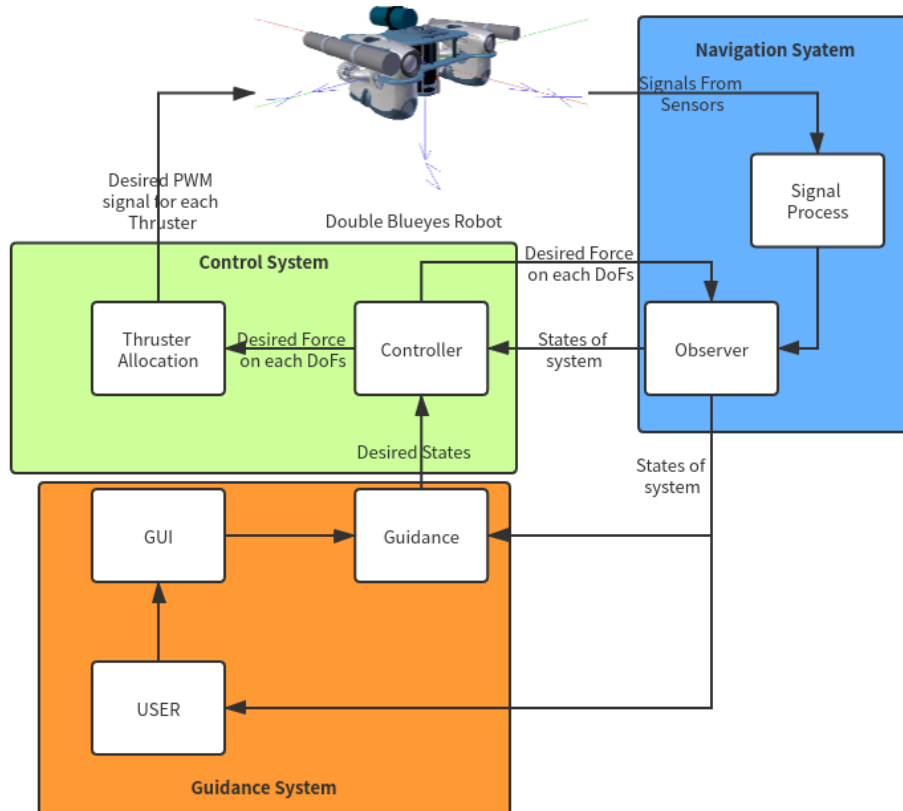 Navigation Syatem
Signals From
Sensors
Desired PWM
signal for each
Thruster
Signal
Process
Double Blueyes Robot
Control System
Desired Force
on each DoFs
Thruster
Allocation
Desired Force
on each DoFs
Controller
States of
system
Observer
Desired States
States of
system
GUI
Guidance
USER
Guidance System